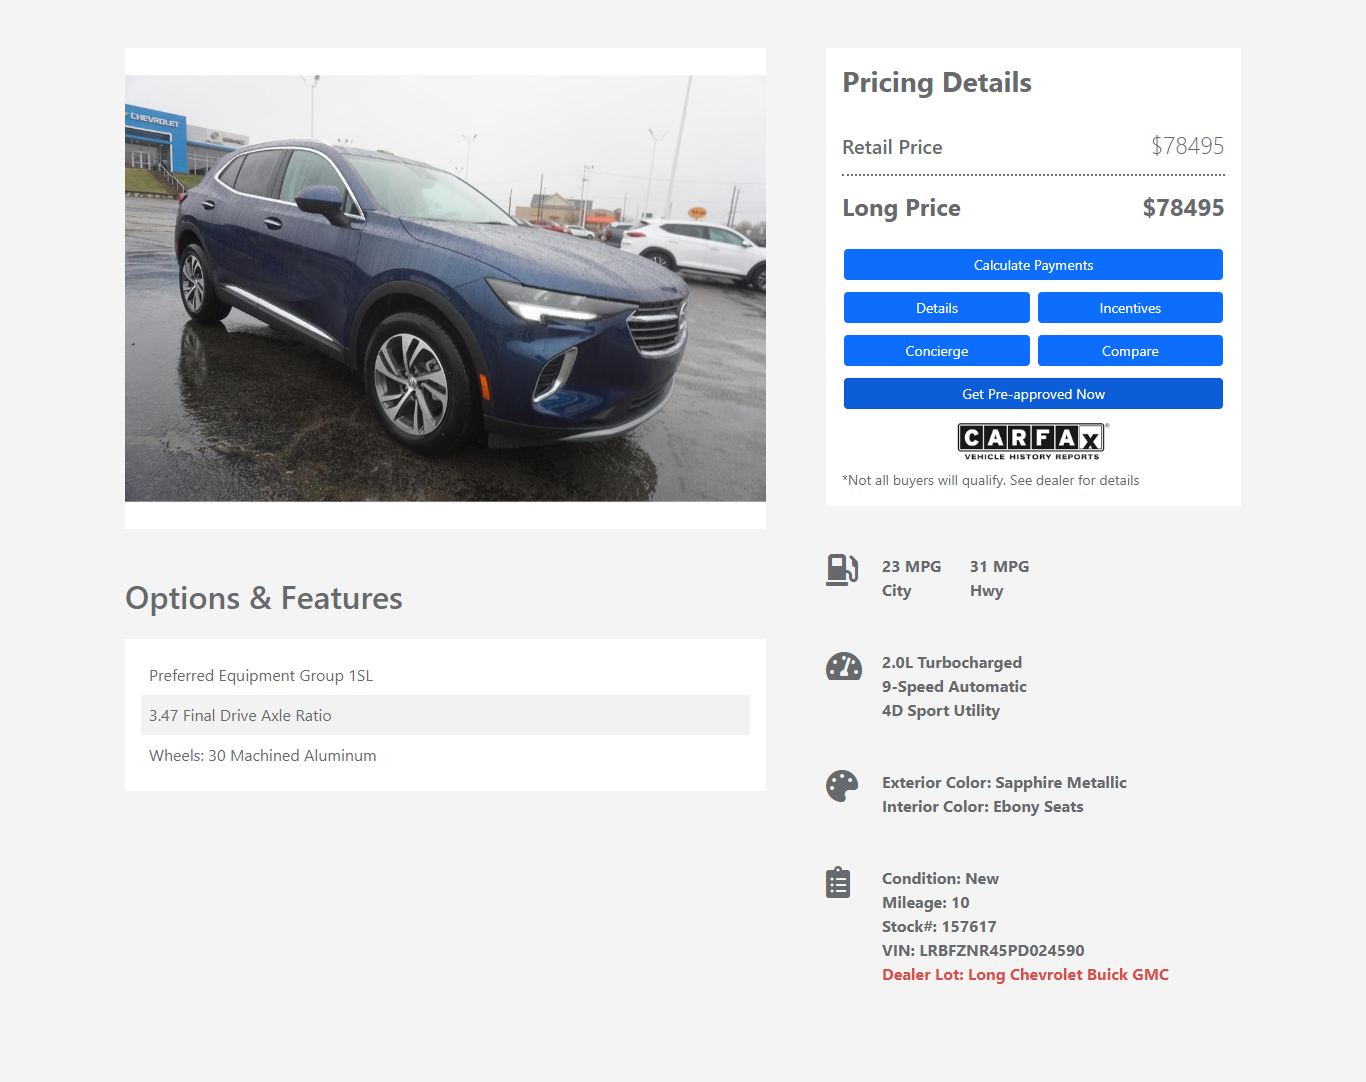 CHEVROLET
Options & Features
Preferred Equipment Group 1SL
3.47 Final Drive Axle Ratio
Wheels: 30 Machined Aluminum
Pricing Details
Retail Price $78495
Long Price $78495
Calculate Payments
Details Incentives
Concierge Compare
Get Pre-approved Now
CARFAX®
VEHICLE HISTORY REPORTS
*Not all buyers will qualify. See dealer for details
23 MPG 31 MPG
City Hwy
2.0L Turbocharged
9-Speed Automatic
4D Sport Utility
Exterior Color: Sapphire Metallic
Interior Color: Ebony Seats
Condition: New
Mileage: 10
Stock#: 157617
VIN: LRBFZNR45PD024590
Dealer Lot: Long Chevrolet Buick GMC